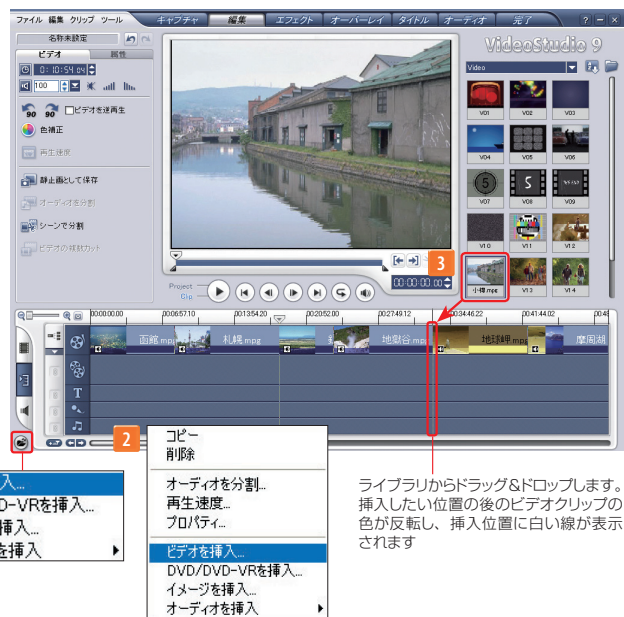 ファイル 編集 クリップ ツール
キャプチャ 編集 エフェクト オーバーレイ タイトル オーディオ 完了
? − ×
名称未設定
VideoStudio 9
ビデオ 属性
Video
0:10:54 04
100
90 90
ビデオを逆再生
色補正
再生速度
静止画として保存
オーディオを分割
シーンで分割
ビデオの複数カット
V01 V02 V03
V04 V05 V06
5
S
V07 V08 V09
V10 V11 V12
小樽.mpg V13 V14
3
Project
Clip
00:00:00.00
00:00:00.00 00:06:57.10 00:13:54.20 00:20:52.00 00:27:49.12 00:34:46.22 00:41:44.02 00:48
函館.mpg 札幌.mpg 地獄谷.mpg 地球岬.mpg 摩周湖
T
2
コピー
削除
オーディオを分割...
再生速度...
プロパティ...
ビデオを挿入...
DVD/DVD-VRを挿入...
イメージを挿入...
オーディオを挿入
入...
D-VRを挿入...
挿入...
を挿入
ライブラリからドラッグ&ドロップします。
挿入したい位置の後のビデオクリップの
色が反転し、挿入位置に白い線が表示
されます